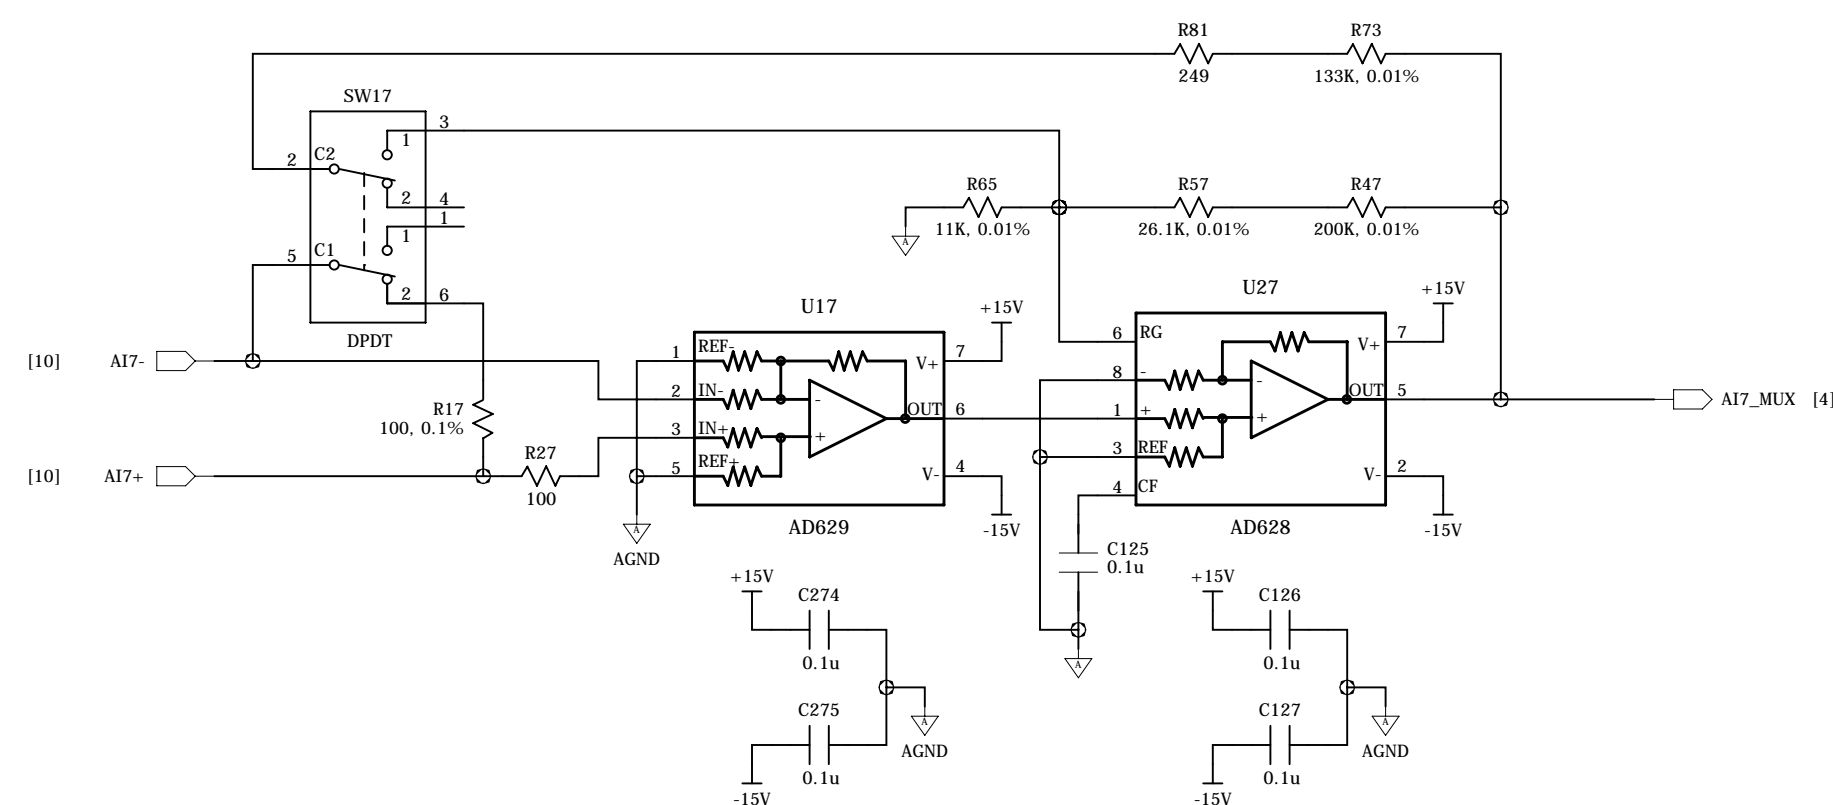 R81
249
R73
133K, 0.01%
SW17
C2
2
1
3
2
4
1
1
C1
5
2
6
DPDT
R65
11K, 0.01%
R57
26.1K, 0.01%
R47
200K, 0.01%
[10] AI7-
[10] AI7+
R17
100, 0.1%
R27
100
U17
+15V
1 REF-
2 IN-
3 IN+
5 REF+
-
+
V+ 7
OUT 6
V- 4
AD629
-15V
A
AGND
A
U27
+15V
6 RG
8 -
1 +
3 REF
4 CF
-
+
V+ 7
OUT 5
V- 2
AD628
-15V
AI7_MUX [4]
C125
0.1u
A
+15V
C274
0.1u
C275
0.1u
-15V
A
AGND
+15V
C126
0.1u
C127
0.1u
-15V
A
AGND